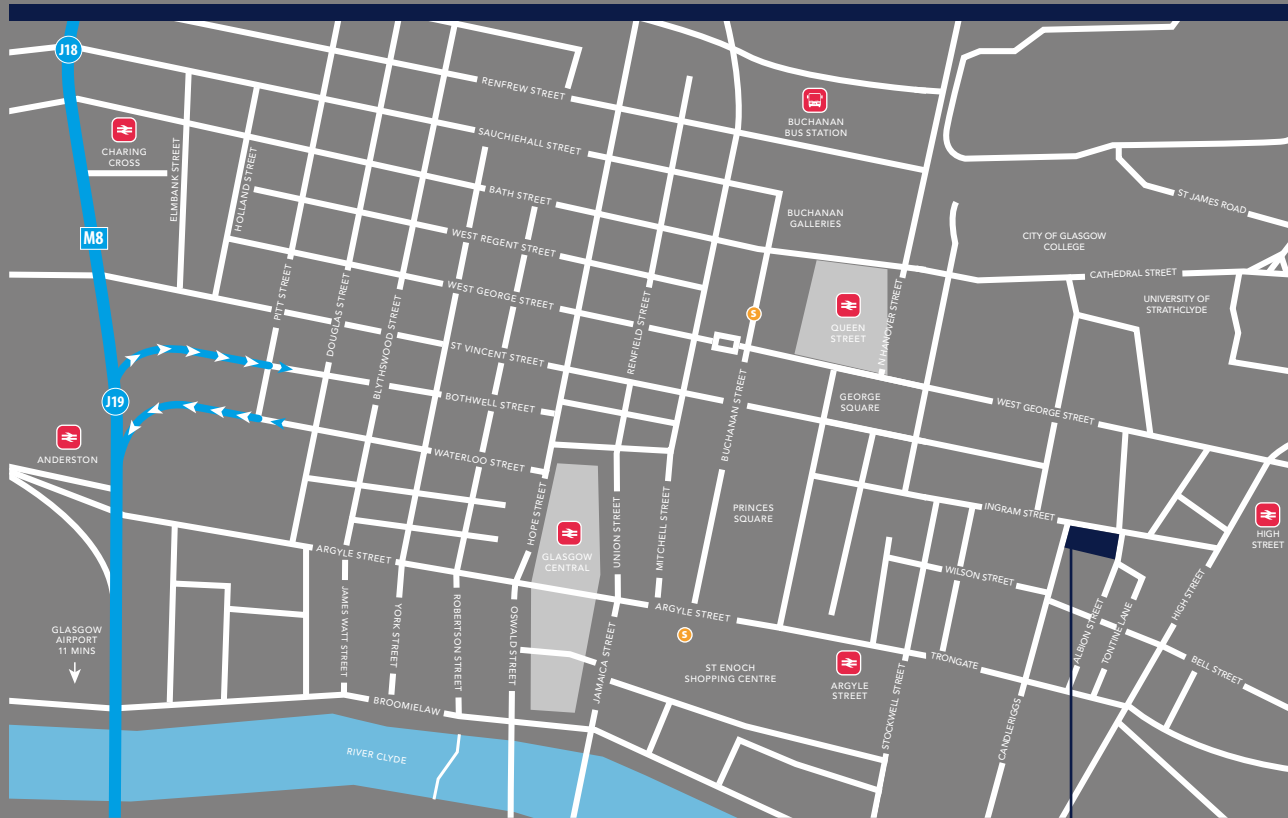 J18
RENFREW STREET
BUCHANAN
BUS STATION
CHARING
CROSS
SAUCHIEHALL STREET
ELMBANK STREET
HOLLAND STREET
BATH STREET
ST JAMES ROAD
BUCHANAN
GALLERIES
M8
WEST REGENT STREET
CITY OF GLASGOW
COLLEGE
CATHEDRAL STREET
PITT STREET
DOUGLAS STREET
BLYTHSWOOD STREET
WEST GEORGE STREET
RENFIELD STREET
S
QUEEN
STREET
N HANOVER STREET
UNIVERSITY OF
STRATHCLYDE
ST VINCENT STREET
J19
BOTHWELL STREET
BUCHANAN STREET
GEORGE
SQUARE
WEST GEORGE STREET
ANDERSTON
WATERLOO STREET
HOPE STREET
UNION STREET
MITCHELL STREET
PRINCES
SQUARE
INGRAM STREET
HIGH
STREET
ARGYLE STREET
GLASGOW
CENTRAL
WILSON STREET
HIGH STREET
JAMES WATT STREET
YORK STREET
ROBERTSON STREET
OSWALD STREET
JAMAICA STREET
ARGYLE STREET
S
ALBION STREET
TONTINE LANE
GLASGOW
AIRPORT
11 MINS
ST ENOCH
SHOPPING CENTRE
ARGYLE
STREET
TRONGATE
BELL STREET
STOCKWELL STREET
CANDLERIGGS
BROOMIELAW
RIVER CLYDE